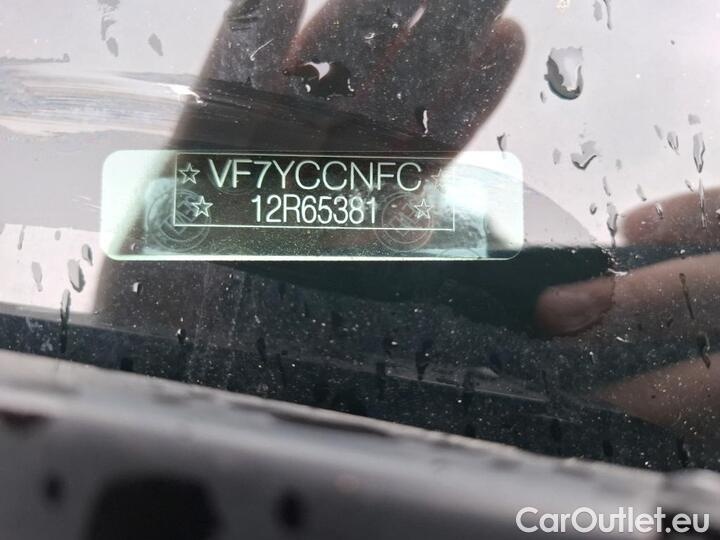 ☆ VF7YCCNFC ☆
☆ 12R65381 ☆
CarOutlet.eu